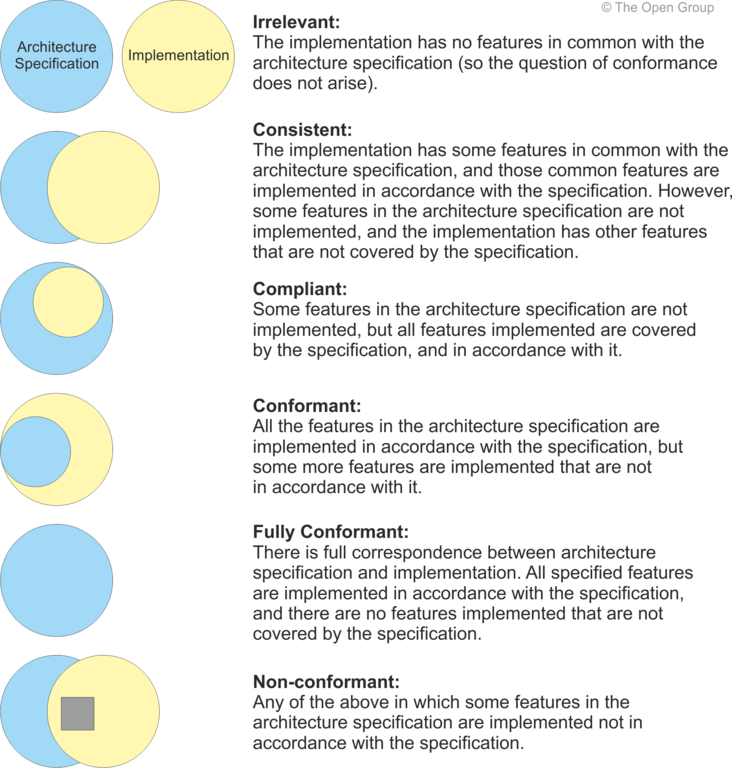 © The Open Group
Architecture
Specification
Implementation
Irrelevant:
The implementation has no features in common with the
architecture specification (so the question of conformance
does not arise).
Consistent:
The implementation has some features in common with the
architecture specification, and those common features are
implemented in accordance with the specification. However,
some features in the architecture specification are not
implemented, and the implementation has other features
that are not covered by the specification.
Compliant:
Some features in the architecture specification are not
implemented, but all features implemented are covered
by the specification, and in accordance with it.
Conformant:
All the features in the architecture specification are
implemented in accordance with the specification, but
some more features are implemented that are not
in accordance with it.
Fully Conformant:
There is full correspondence between architecture
specification and implementation. All specified features
are implemented in accordance with the specification,
and there are no features implemented that are not
covered by the specification.
Non-conformant:
Any of the above in which some features in the
architecture specification are implemented not in
accordance with the specification.